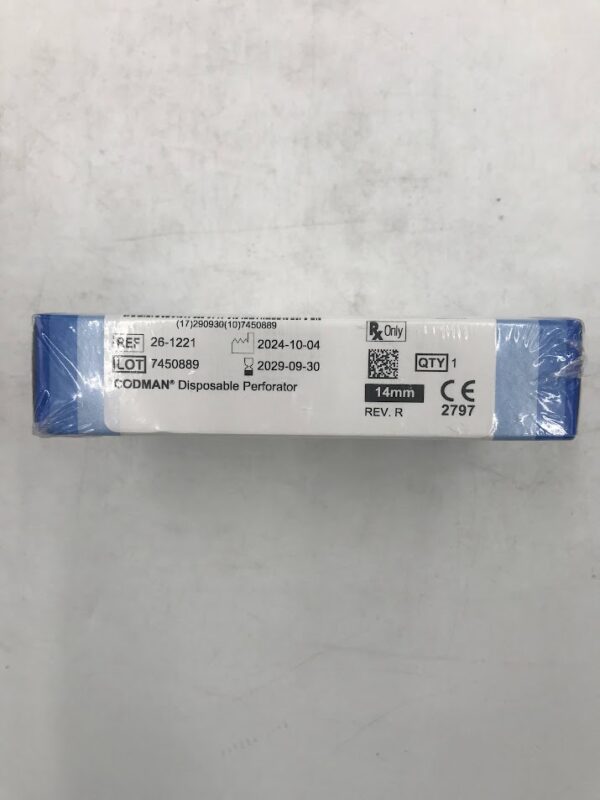 (17)290930(10)7450889
Rx Only
REF 26-1221 2024-10-04
LOT 7450889 2029-09-30
QTY 1
CODMAN® Disposable Perforator
14mm
CE
REV. R 2797